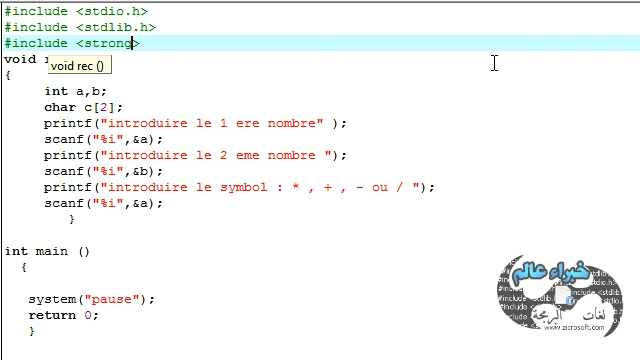 #include <stdio.h>
#include <stdlib.h>
#include <strong>
void r
void rec ()
{
int a,b;
char c[2];
printf("introduire le 1 ere nombre" );
scanf("%i",&a);
printf("introduire le 2 eme nombre ");
scanf("%i",&b);
printf("introduire le symbol : * , + , - ou / ");
scanf("%i",&a);
}
int main ()
{
system("pause");
return 0;
}
خبراء عالم
لغات البرمجة
www.zicrosoft.com